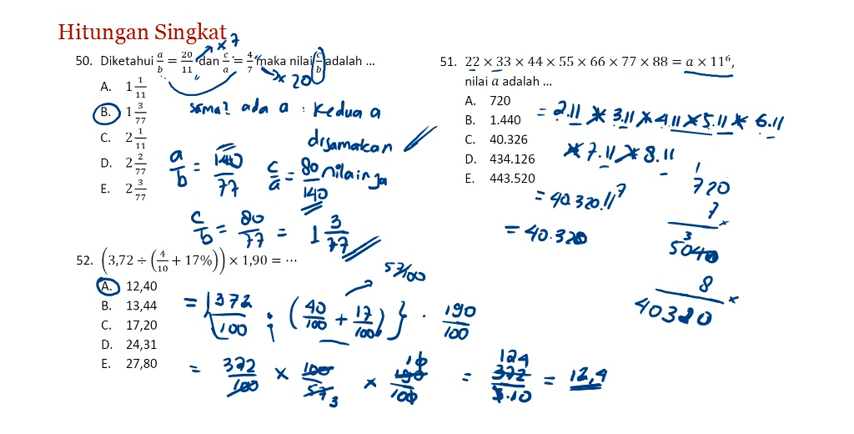 Hitungan Singkat
× 7
50. Diketahui a/b = 20/11 dan c/a = 4/7 maka nilai c/b adalah ...
× 20
A. 1 1/11
B. 1 3/77
C. 2 1/11
D. 2 2/77
E. 2 3/77
sama² ada a : kedua a
disamakan
nilainya
a/b = 140/77 c/a = 80/140
c/b = 80/77 = 1 3/77
51. 22 × 33 × 44 × 55 × 66 × 77 × 88 = a × 11⁶,
nilai a adalah ...
A. 720
B. 1.440
C. 40.326
D. 434.126
E. 443.520
= 2.11 × 3.11 × 4.11 × 5.11 × 6.11
× 7.11 × 8.11
= 40.320.11⁷
= 40.320
1
720
7 ×
3
5040
8 ×
40320
52. (3,72 ÷ (4/10 + 17%)) × 1,90 = ⋯
A. 12,40
B. 13,44
C. 17,20
D. 24,31
E. 27,80
57/100
= { 372/100 : ( 40/100 + 17/100 ) } . 190/100
= 372/100 × 100/57 3 × 190/100 10 = 124 372/3.10 = 12,4